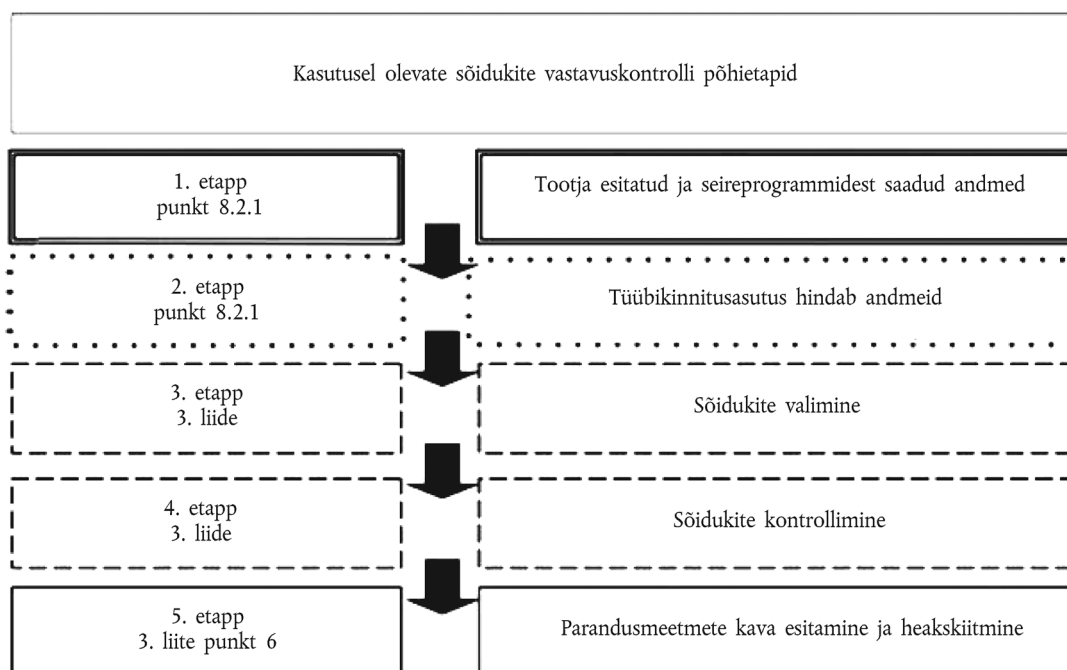 Kasutusel olevate sõidukite vastavuskontrolli põhietapid
1. etapp
punkt 8.2.1
Tootja esitatud ja seireprogrammidest saadud andmed
2. etapp
punkt 8.2.1
Tüübikinnitusasutus hindab andmeid
3. etapp
3. liide
Sõidukite valimine
4. etapp
3. liide
Sõidukite kontrollimine
5. etapp
3. liite punkt 6
Parandusmeetmete kava esitamine ja heakskiitmine